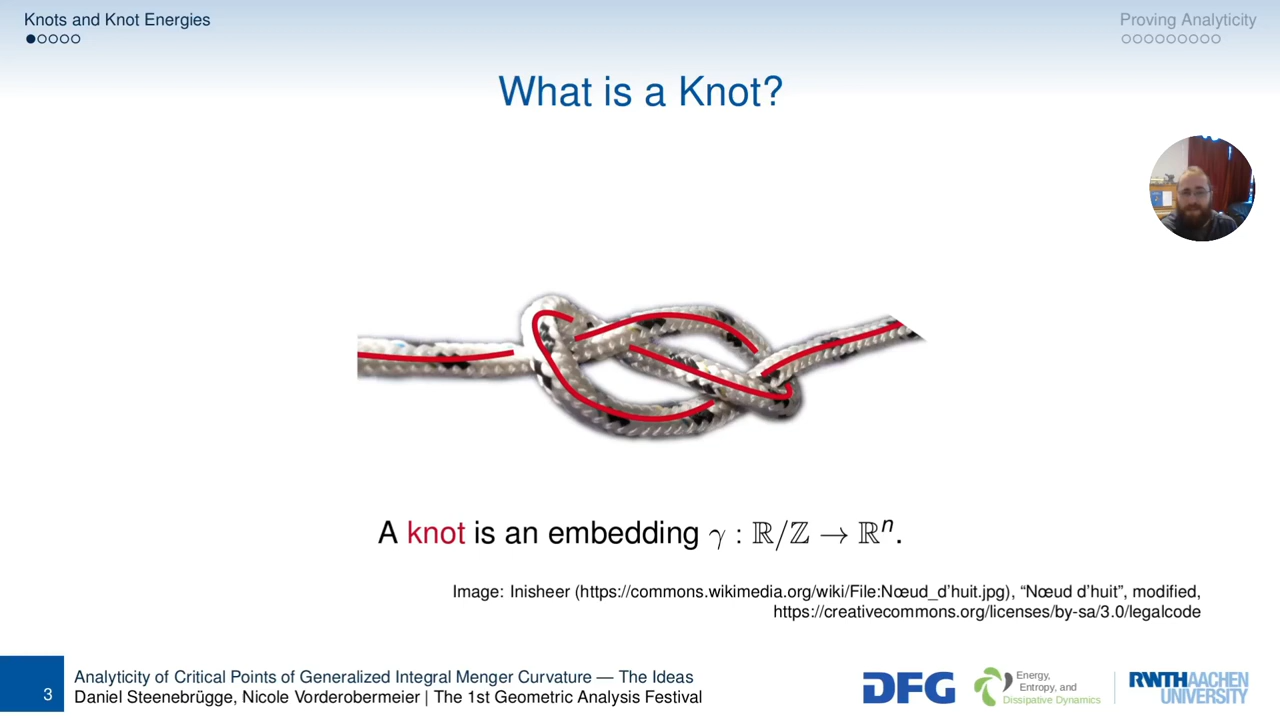 Knots and Knot Energies
Proving Analyticity
What is a Knot?
A knot is an embedding γ : ℝ/ℤ → ℝⁿ.
Image: Inisheer (https://commons.wikimedia.org/wiki/File:Nœud_d’huit.jpg), “Nœud d’huit”, modified,
https://creativecommons.org/licenses/by-sa/3.0/legalcode
3
Analyticity of Critical Points of Generalized Integral Menger Curvature — The Ideas
Daniel Steenebrügge, Nicole Vorderobermeier | The 1st Geometric Analysis Festival
DFG
Energy,
Entropy, and
Dissipative Dynamics
RWTHAACHEN
UNIVERSITY